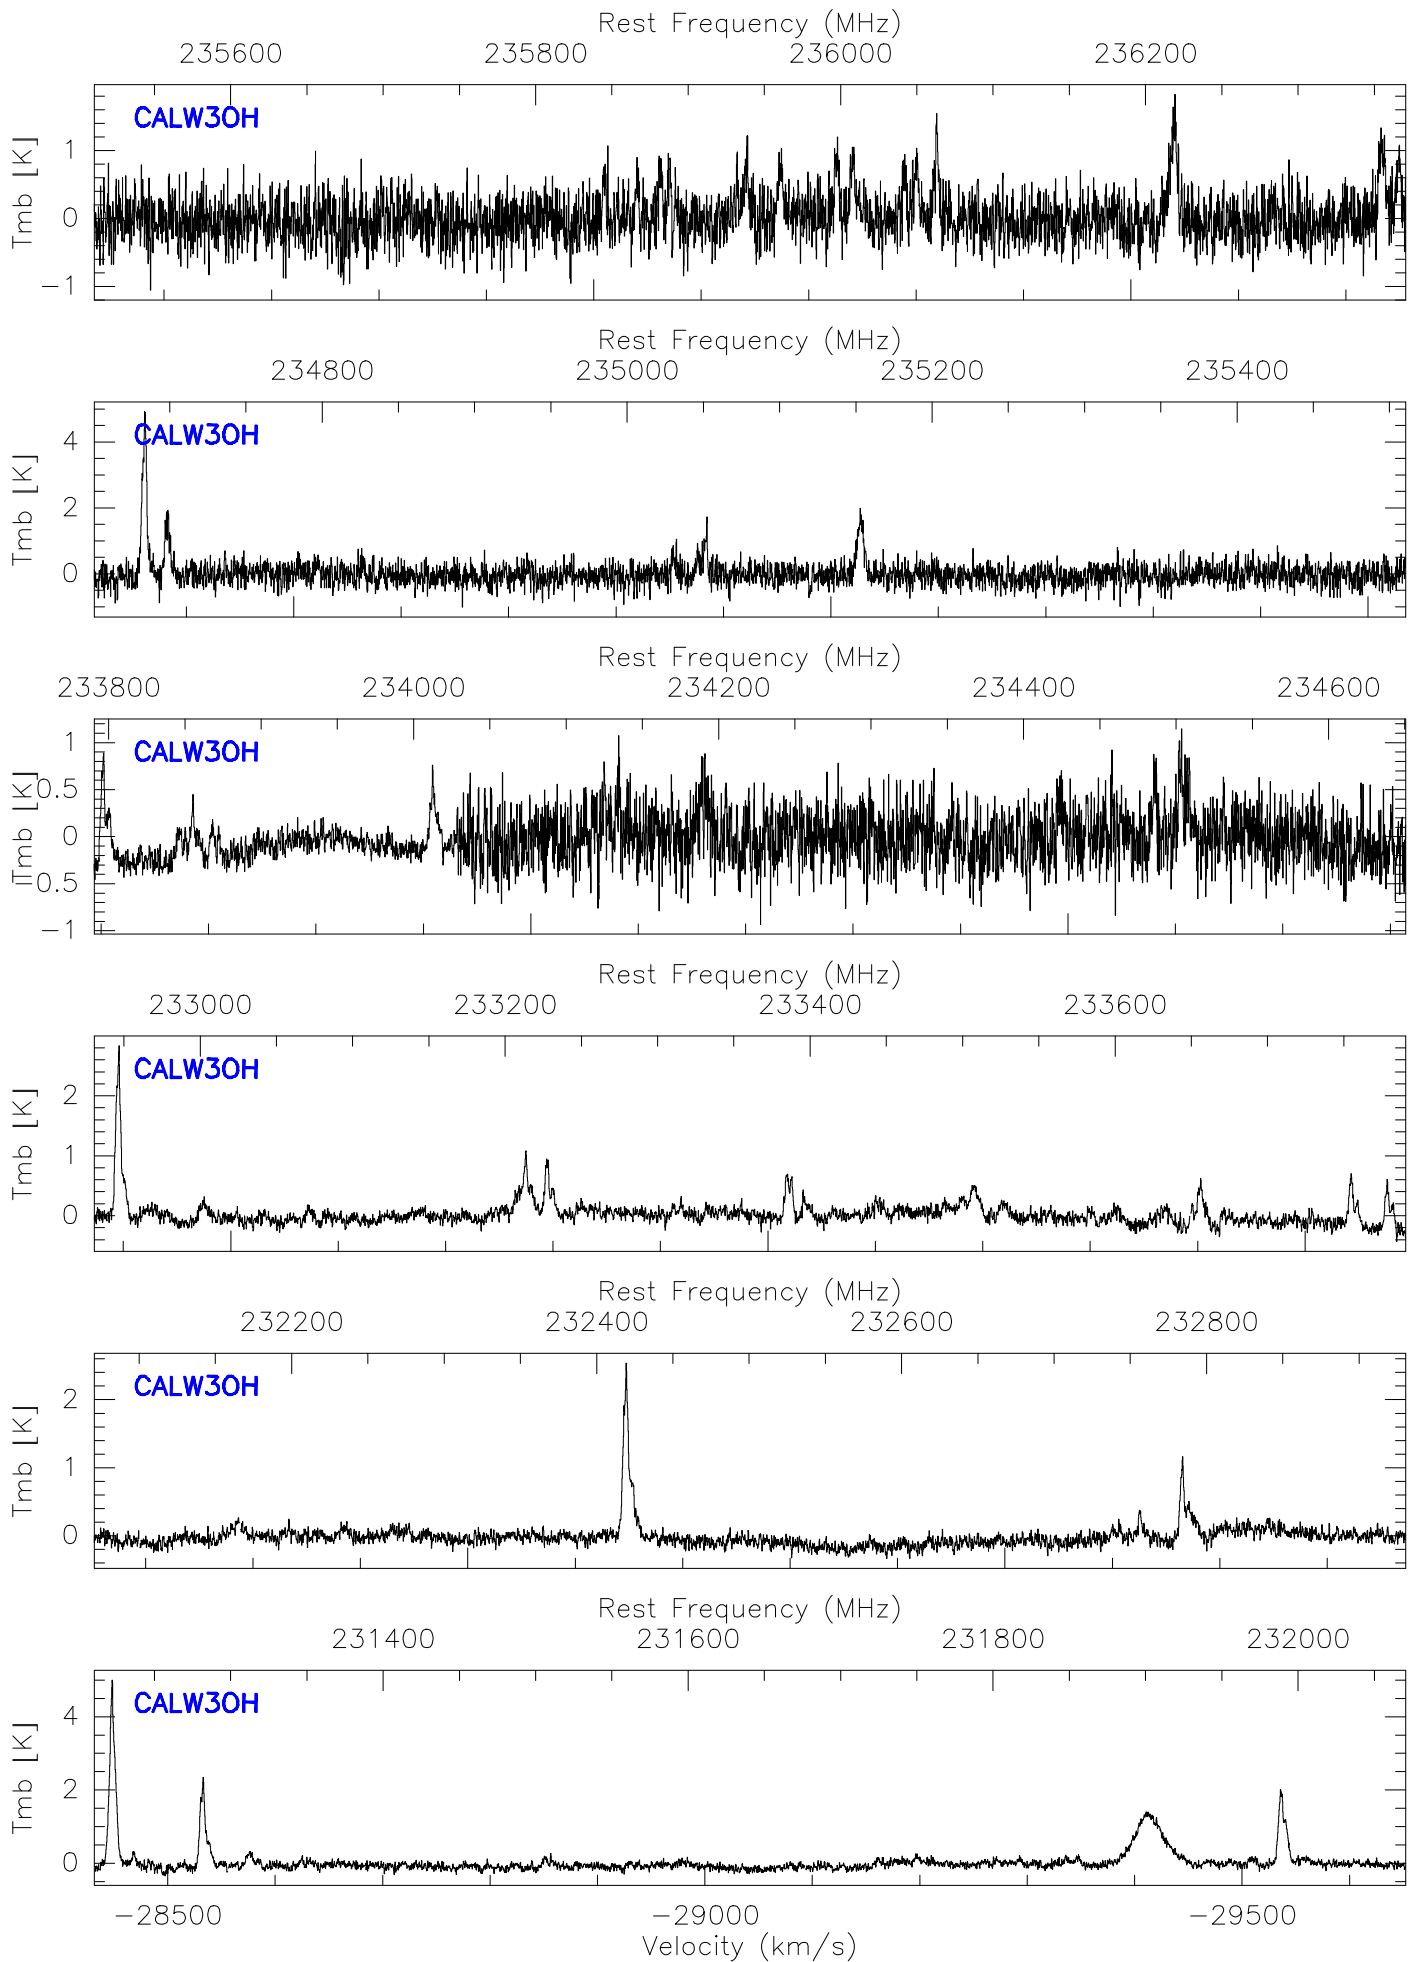 Rest Frequency (MHz)
235600 235800 236000 236200
CALW3OH
Tmb [K]
1
0
−1
Rest Frequency (MHz)
234800 235000 235200 235400
CALW3OH
Tmb [K]
4
2
0
Rest Frequency (MHz)
233800 234000 234200 234400 234600
CALW3OH
Tmb [K]
1
0.5
0
−0.5
−1
Rest Frequency (MHz)
233000 233200 233400 233600
CALW3OH
Tmb [K]
2
1
0
Rest Frequency (MHz)
232200 232400 232600 232800
CALW3OH
Tmb [K]
2
1
0
Rest Frequency (MHz)
231400 231600 231800 232000
CALW3OH
Tmb [K]
4
2
0
−28500 −29000 −29500
Velocity (km/s)